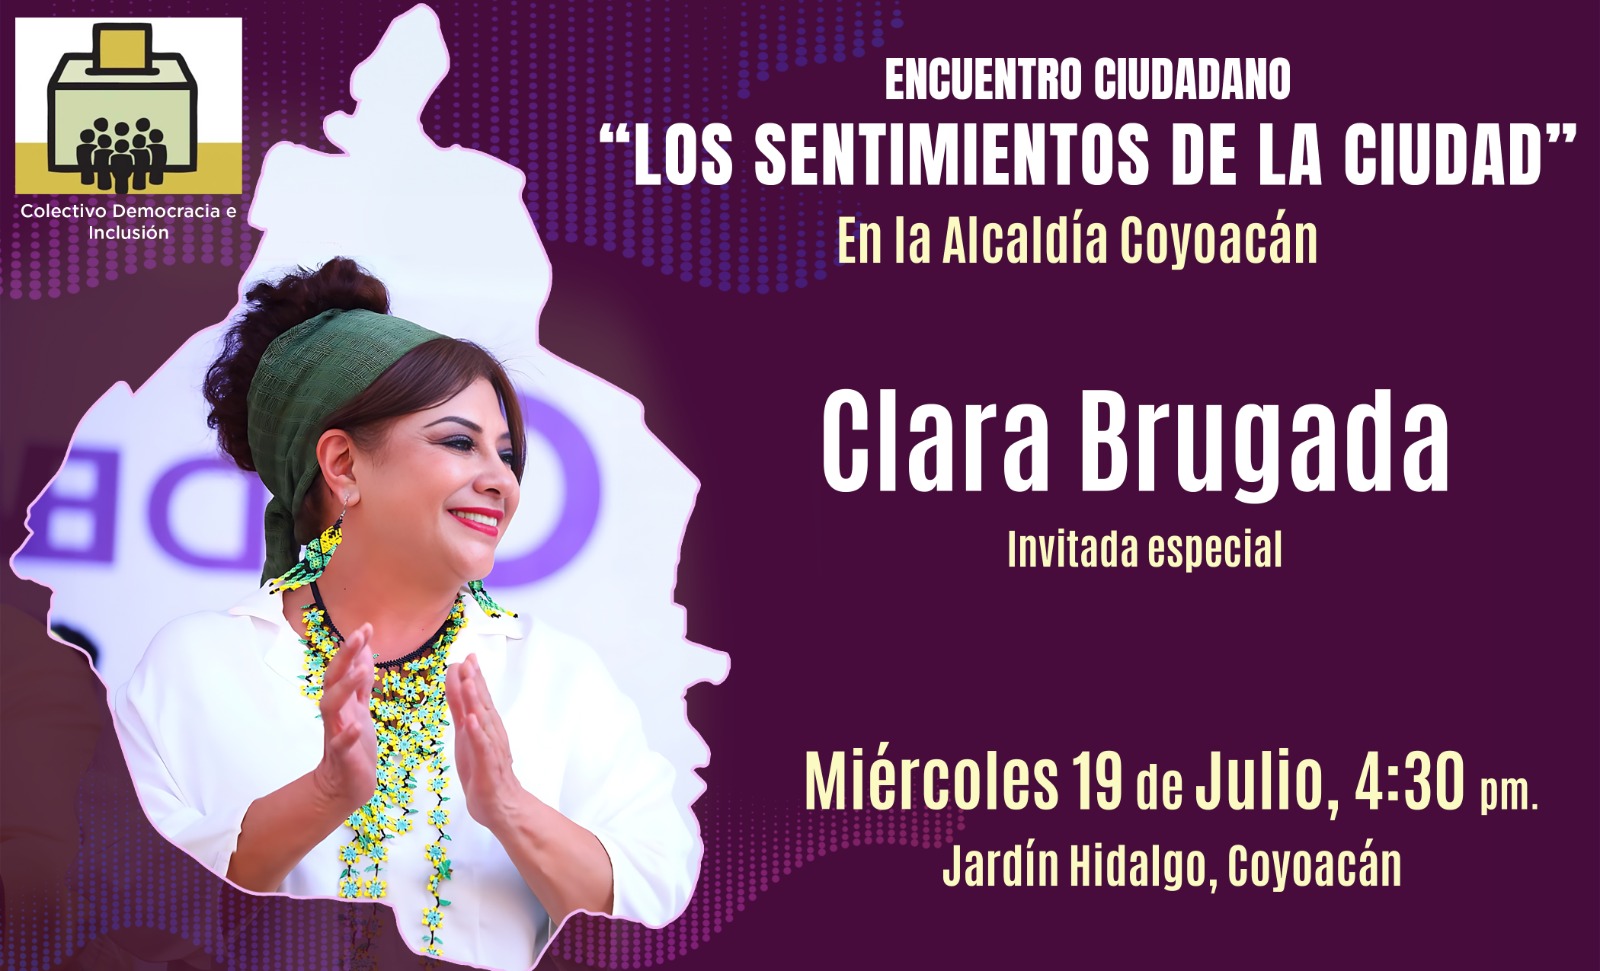 Colectivo Democracia e
Inclusión
ENCUENTRO CIUDADANO
“LOS SENTIMIENTOS DE LA CIUDAD”
En la Alcaldía Coyoacán
Clara Brugada
Invitada especial
Miércoles 19 de Julio, 4:30 pm.
Jardín Hidalgo, Coyoacán